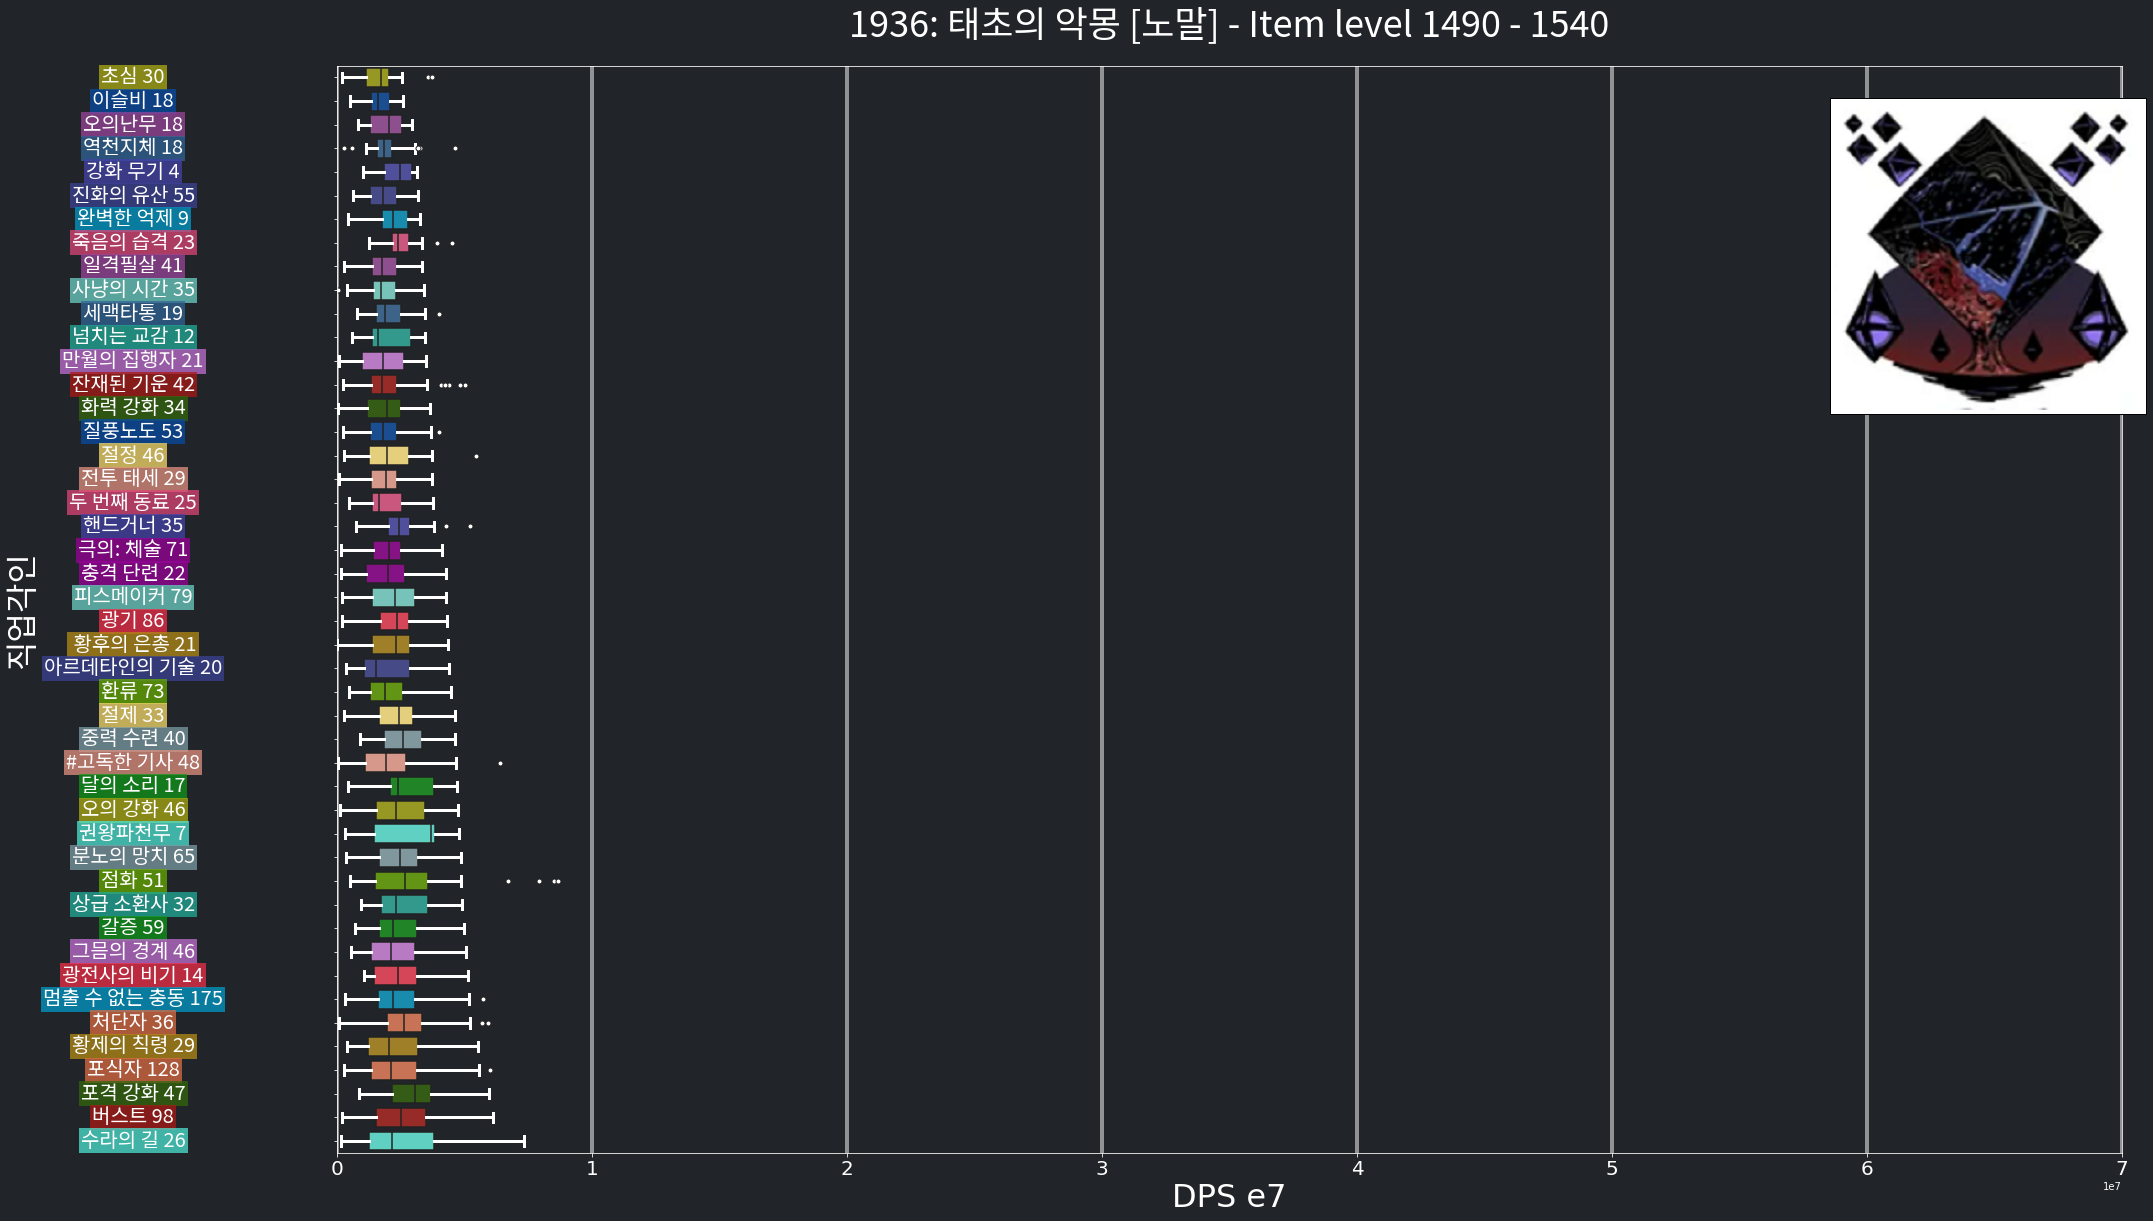 1936: 태초의 악몽 [노말] - Item level 1490 - 1540
초심 30
이슬비 18
오의난무 18
역천지체 18
강화 무기 4
진화의 유산 55
완벽한 억제 9
죽음의 습격 23
일격필살 41
사냥의 시간 35
세맥타통 19
넘치는 교감 12
만월의 집행자 21
잔재된 기운 42
화력 강화 34
질풍노도 53
절정 46
전투 태세 29
두 번째 동료 25
핸드거너 35
극의: 체술 71
충격 단련 22
피스메이커 79
광기 86
황후의 은총 21
아르데타인의 기술 20
환류 73
절제 33
중력 수련 40
#고독한 기사 48
달의 소리 17
오의 강화 46
권왕파천무 7
분노의 망치 65
점화 51
상급 소환사 32
갈증 59
그믐의 경계 46
광전사의 비기 14
멈출 수 없는 충동 175
처단자 36
황제의 칙령 29
포식자 128
포격 강화 47
버스트 98
수라의 길 26
직업각인
0 1 2 3 4 5 6 7
1e7
DPS e7